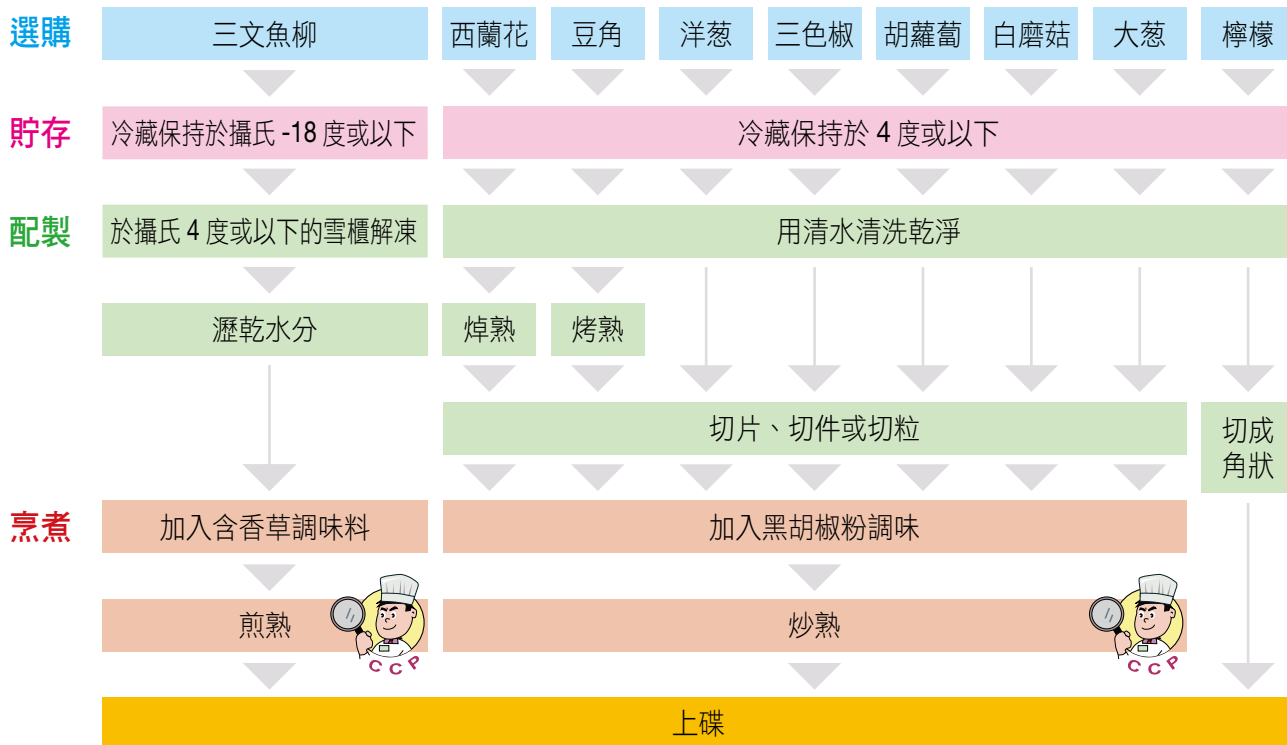 選購
三文魚柳
西蘭花
豆角
洋葱
三色椒
胡蘿蔔
白磨菇
大葱
檸檬
貯存
冷藏保持於攝氏 -18 度或以下
冷藏保持於 4 度或以下
配製
於攝氏 4 度或以下的雪櫃解凍
用清水清洗乾淨
瀝乾水分
焯熟
烤熟
切片、切件或切粒
切成
角狀
烹煮
加入含香草調味料
加入黑胡椒粉調味
煎熟
CCP
炒熟
CCP
上碟